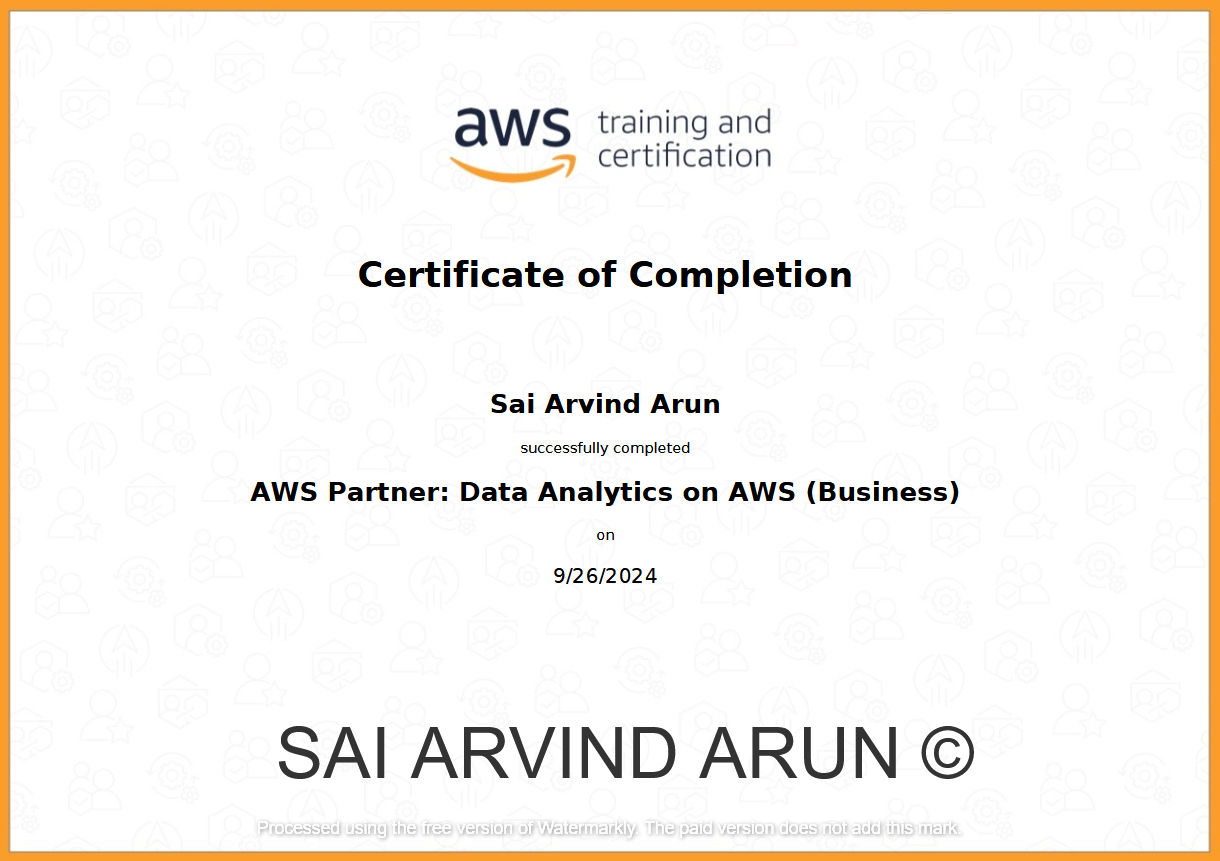 aws training and
certification
Certificate of Completion
Sai Arvind Arun
successfully completed
AWS Partner: Data Analytics on AWS (Business)
on
9/26/2024
SAI ARVIND ARUN ©
Processed using the free version of Watermarkly. The paid version does not add this mark.